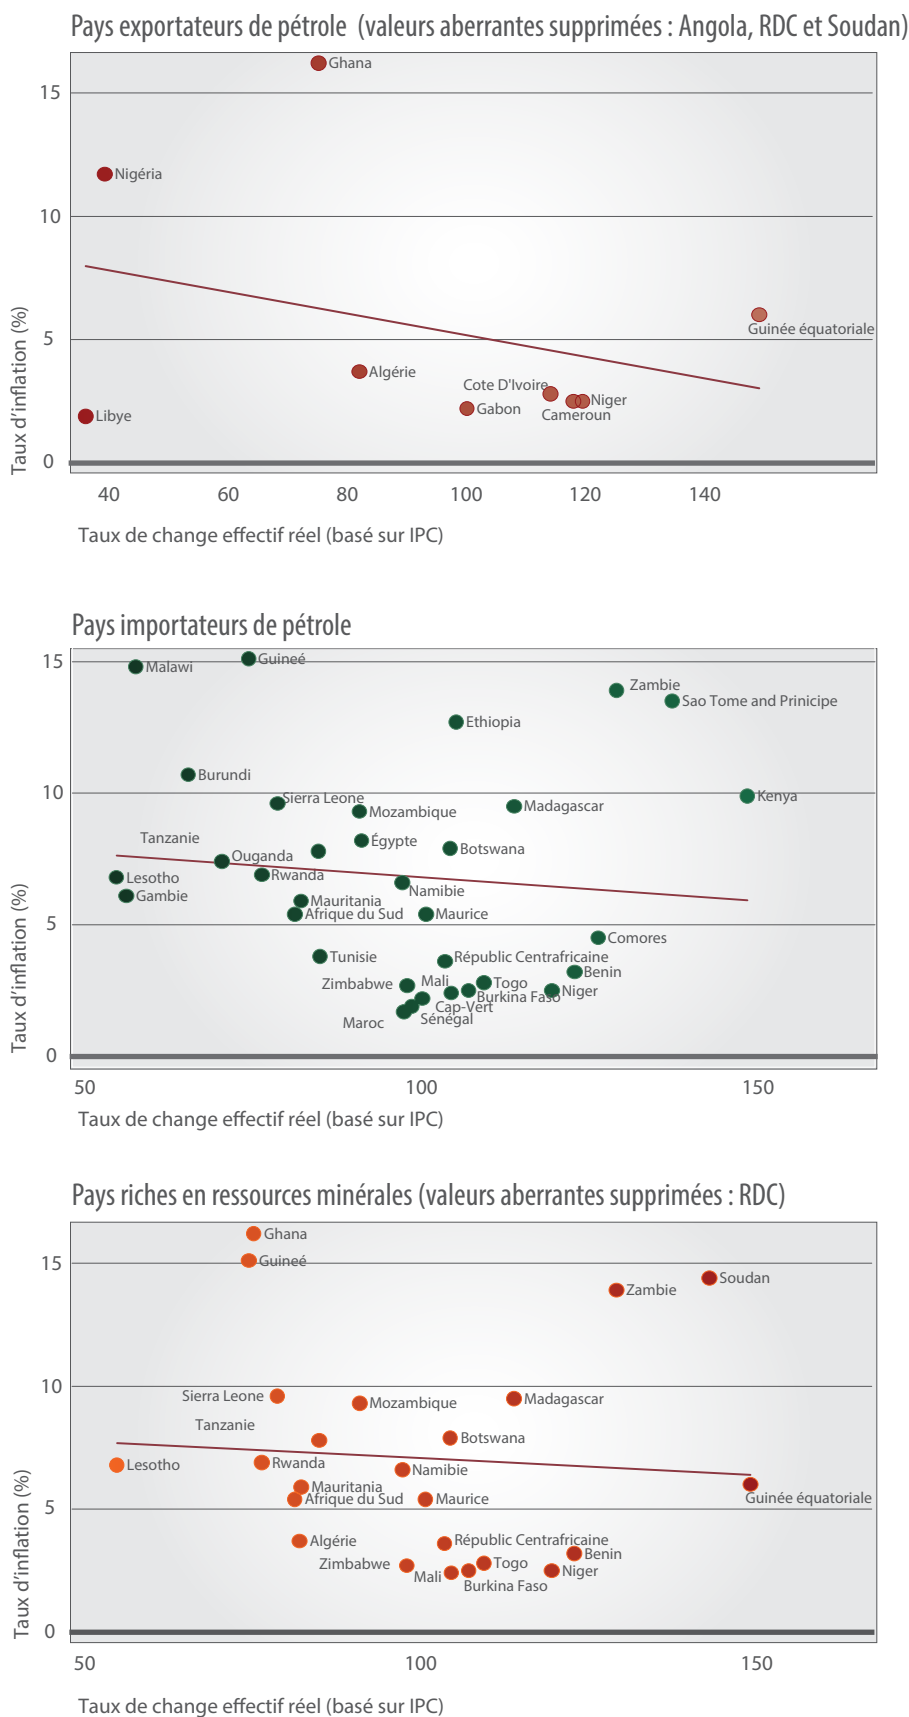 Pays exportateurs de pétrole (valeurs aberrantes supprimées : Angola, RDC et Soudan)
Taux d'inflation (%)
15
10
5
0
Ghana
Nigéria
Guinée équatoriale
Algérie
Cote D'Ivoire
Niger
Gabon
Cameroun
Libye
40 60 80 100 120 140
Taux de change effectif réel (basé sur IPC)
Pays importateurs de pétrole
Taux d'inflation (%)
15
10
5
0
Guineé
Malawi
Zambie
Sao Tome and Prinicipe
Ethiopia
Burundi
Kenya
Sierra Leone
Madagascar
Mozambique
Tanzanie
Égypte
Botswana
Ouganda
Rwanda
Lesotho
Namibie
Gambie
Mauritania
Afrique du Sud
Maurice
Comores
Tunisie
Républic Centrafricaine
Benin
Zimbabwe
Mali
Togo
Niger
Burkina Faso
Cap-Vert
Sénégal
Maroc
50 100 150
Taux de change effectif réel (basé sur IPC)
Pays riches en ressources minérales (valeurs aberrantes supprimées : RDC)
Taux d'inflation (%)
15
10
5
0
Ghana
Guineé
Soudan
Zambie
Sierra Leone
Mozambique
Madagascar
Tanzanie
Botswana
Lesotho
Rwanda
Namibie
Mauritania
Afrique du Sud
Maurice
Guinée équatoriale
Algérie
Républic Centrafricaine
Benin
Zimbabwe
Togo
Niger
Mali
Burkina Faso
50 100 150
Taux de change effectif réel (basé sur IPC)